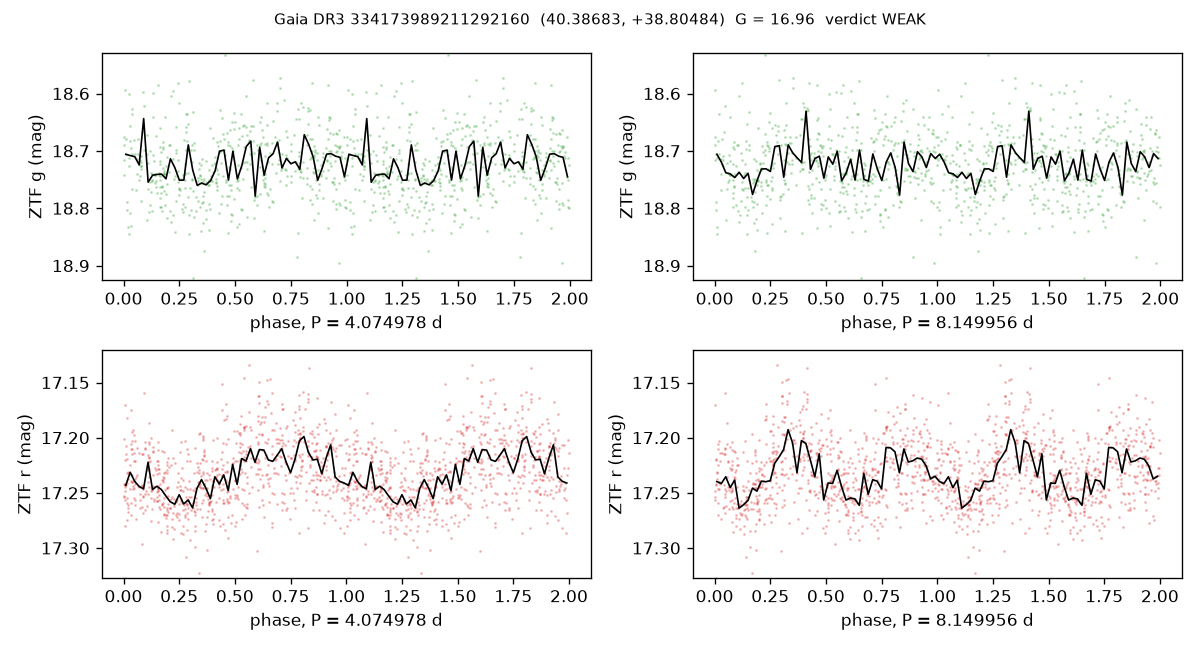 Gaia DR3 334173989211292160 (40.38683, +38.80484) G = 16.96 verdict WEAK
ZTF g (mag)
18.6
18.7
18.8
18.9
0.00 0.25 0.50 0.75 1.00 1.25 1.50 1.75 2.00
phase, P = 4.074978 d
ZTF g (mag)
18.6
18.7
18.8
18.9
0.00 0.25 0.50 0.75 1.00 1.25 1.50 1.75 2.00
phase, P = 8.149956 d
ZTF r (mag)
17.15
17.20
17.25
17.30
0.00 0.25 0.50 0.75 1.00 1.25 1.50 1.75 2.00
phase, P = 4.074978 d
ZTF r (mag)
17.15
17.20
17.25
17.30
0.00 0.25 0.50 0.75 1.00 1.25 1.50 1.75 2.00
phase, P = 8.149956 d